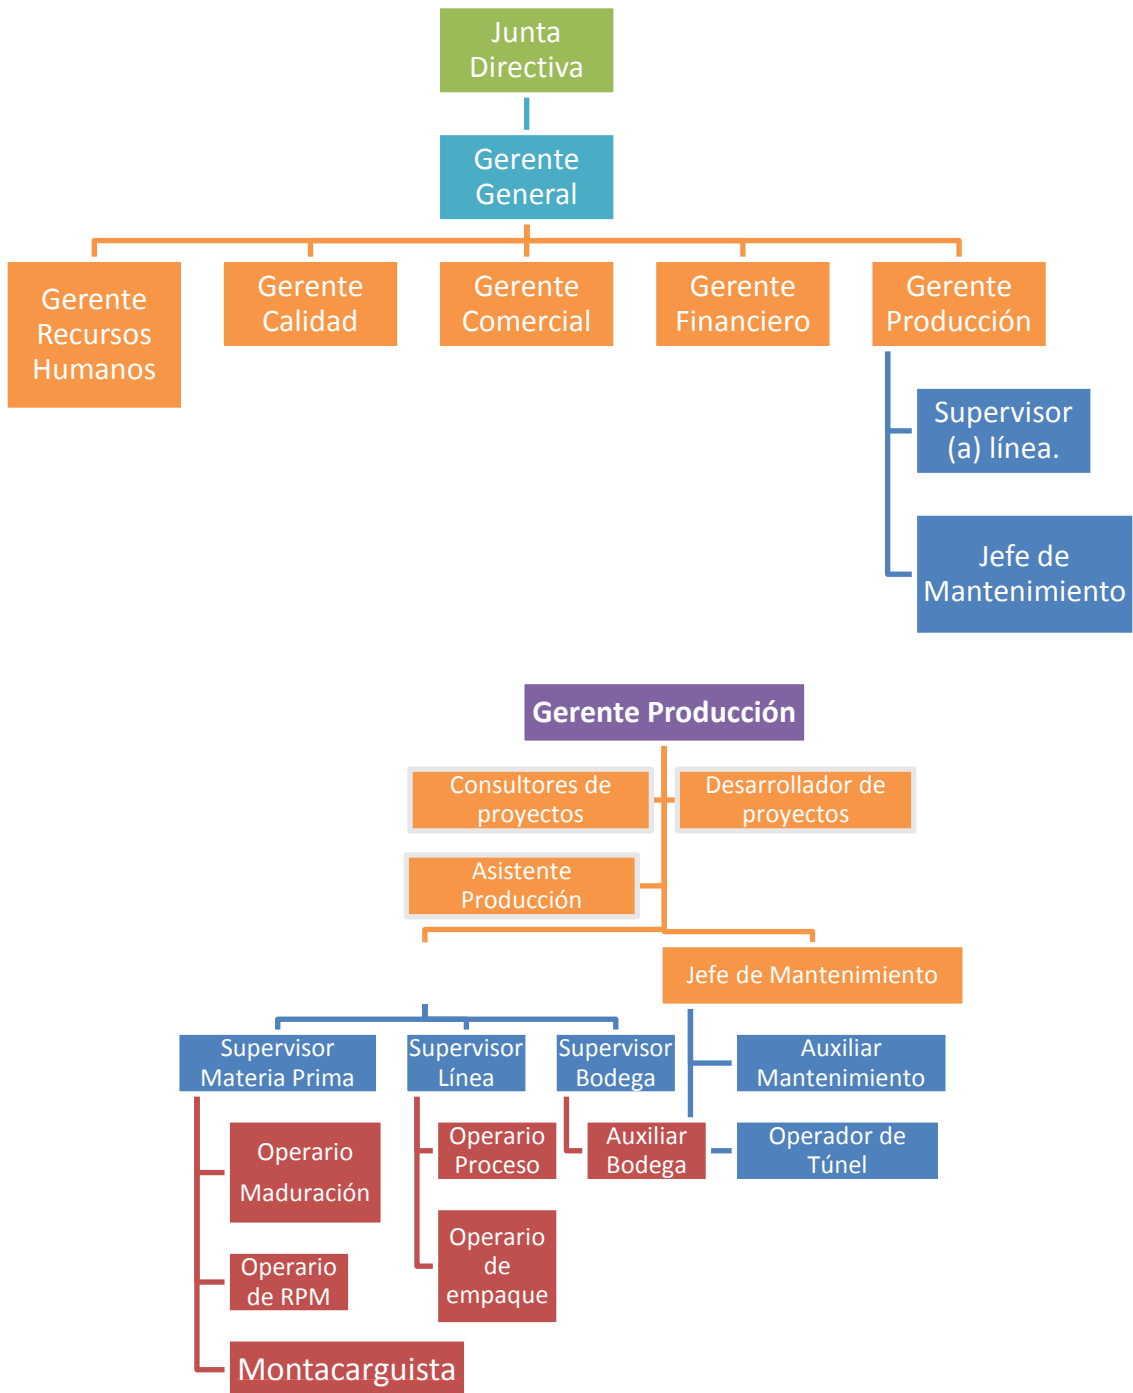 Junta
Directiva
Gerente
General
Gerente
Recursos
Humanos
Gerente
Calidad
Gerente
Comercial
Gerente
Financiero
Gerente
Producción
Supervisor
(a) línea.
Jefe de
Mantenimiento
Gerente Producción
Consultores de
proyectos
Desarrollador de
proyectos
Asistente
Producción
Jefe de Mantenimiento
Supervisor
Materia Prima
Supervisor
Línea
Supervisor
Bodega
Auxiliar
Mantenimiento
Operario
Maduración
Operario
Proceso
Auxiliar
Bodega
Operador de
Túnel
Operario
de RPM
Operario
de
empaque
Montacarguista